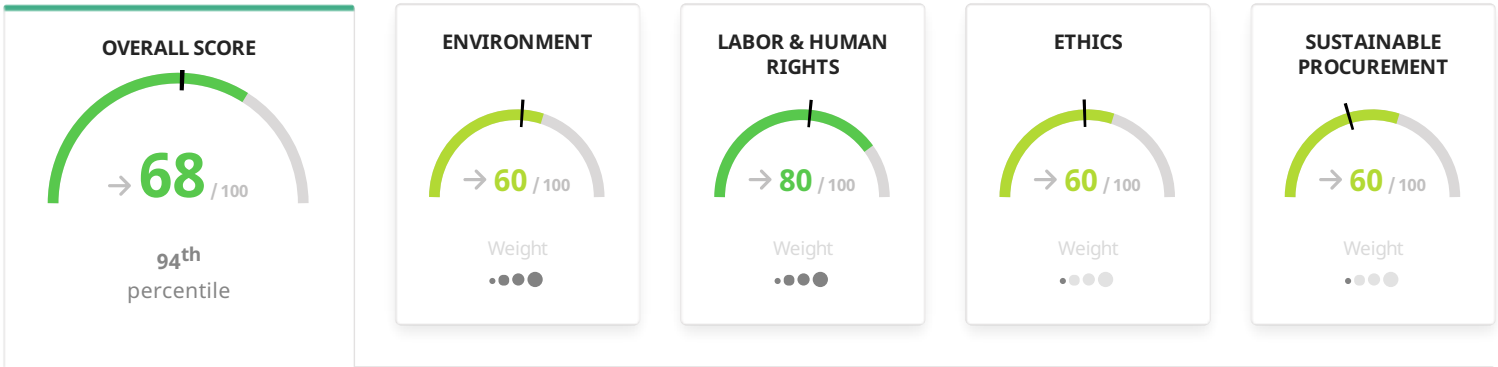 OVERALL SCORE
→ 68 / 100
94th
percentile
ENVIRONMENT
→ 60 / 100
Weight
LABOR & HUMAN
RIGHTS
→ 80 / 100
Weight
ETHICS
→ 60 / 100
Weight
SUSTAINABLE
PROCUREMENT
→ 60 / 100
Weight